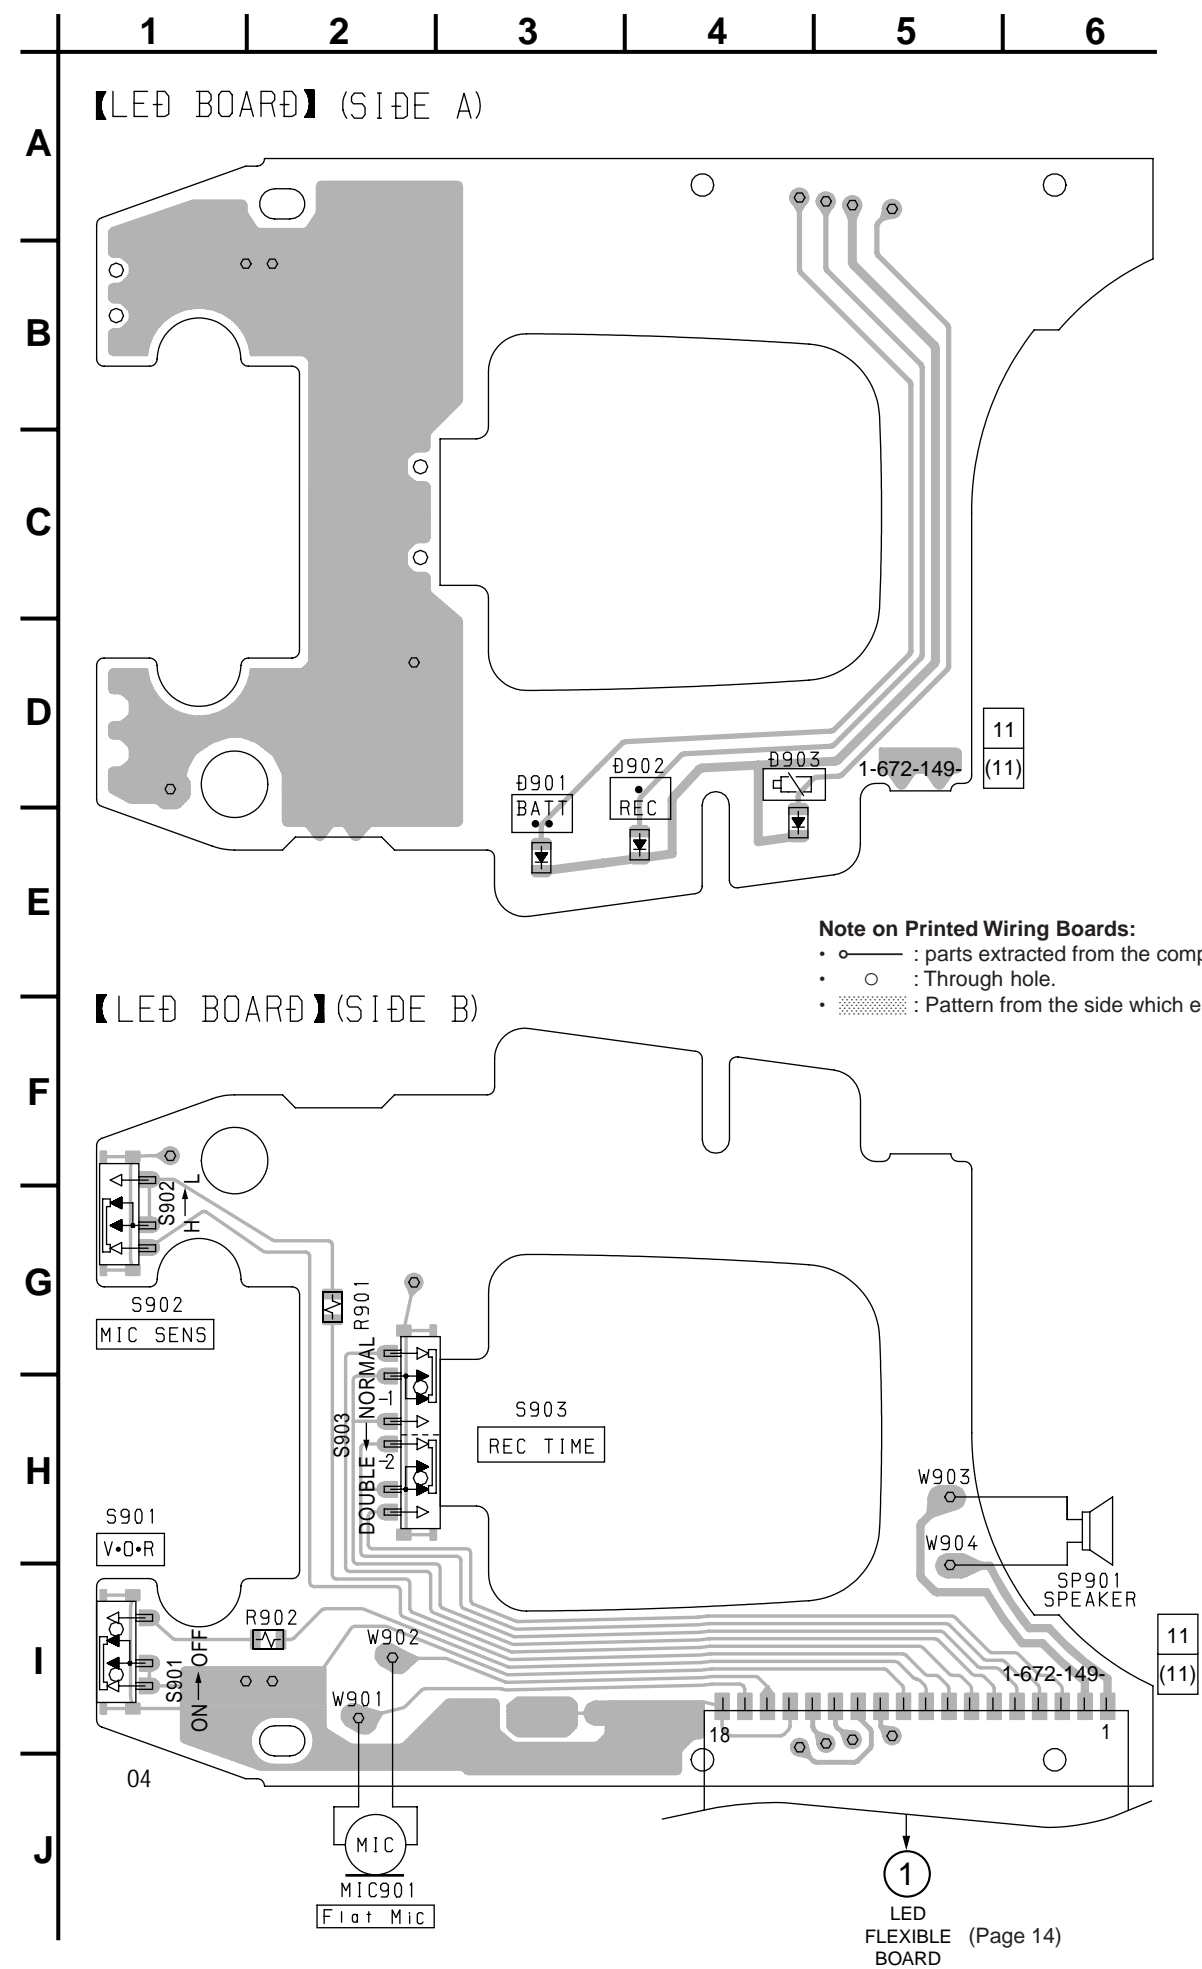 1 2 3 4 5 6
【LED BOARD】 (SIDE A)
A
B
C
D
E
F
G
H
I
J
D901
BATT
D902
REC
D903
1-672-149-
11
(11)
Note on Printed Wiring Boards:
• : parts extracted from the comp
• : Through hole.
• : Pattern from the side which e
【LED BOARD】(SIDE B)
S902
H → L
S902
MIC SENS
R901
S903
DOUBLE ← NORMAL
-1
-2
S903
REC TIME
W903
W904
SP901
SPEAKER
S901
V•O•R
R902
W902
W901
S901
ON → OFF
1-672-149-
11
(11)
18
1
04
MIC
MIC901
Flat Mic
1
LED
FLEXIBLE (Page 14)
BOARD